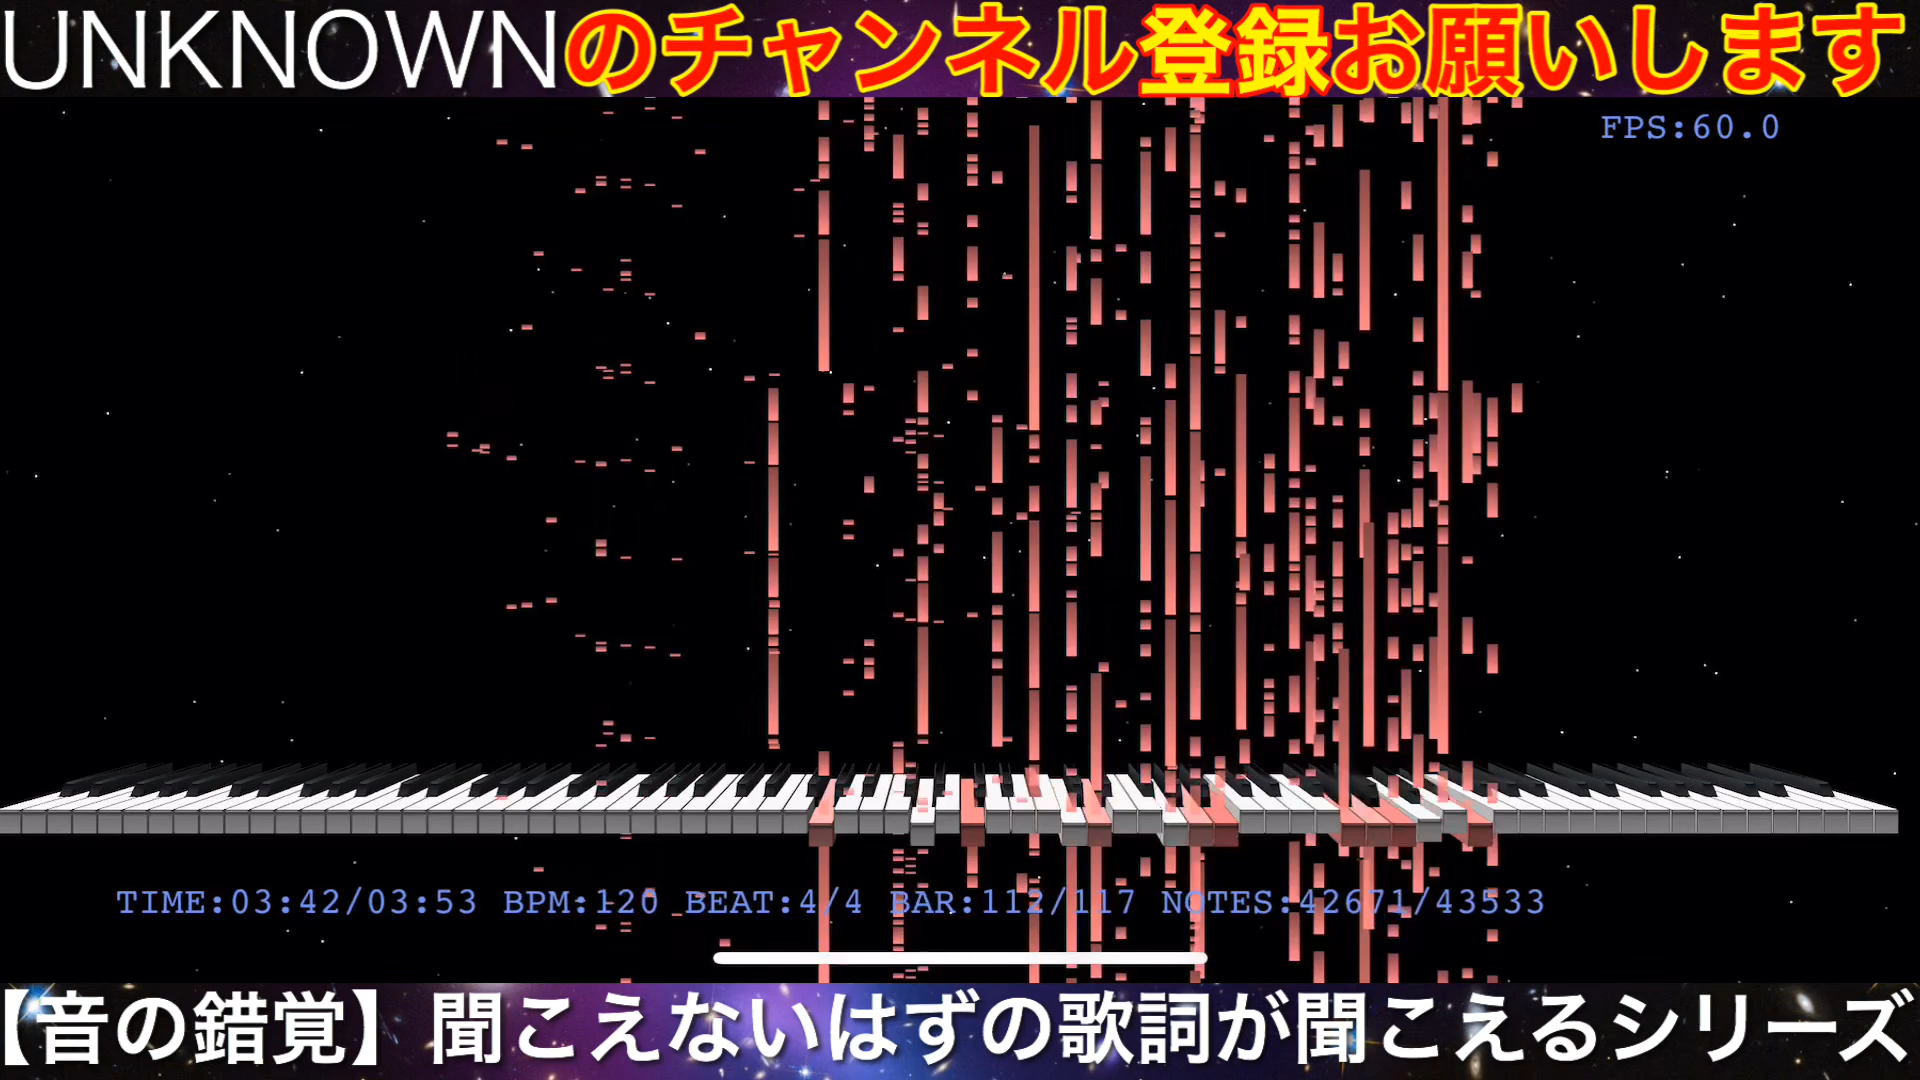 UNKNOWNのチャンネル登録お願いします
FPS:60.0
TIME:03:42/03:53 BPM:120 BEAT:4/4 BAR:112/117 NOTES:42671/43533
【音の錯覚】聞こえないはずの歌詞が聞こえるシリーズ